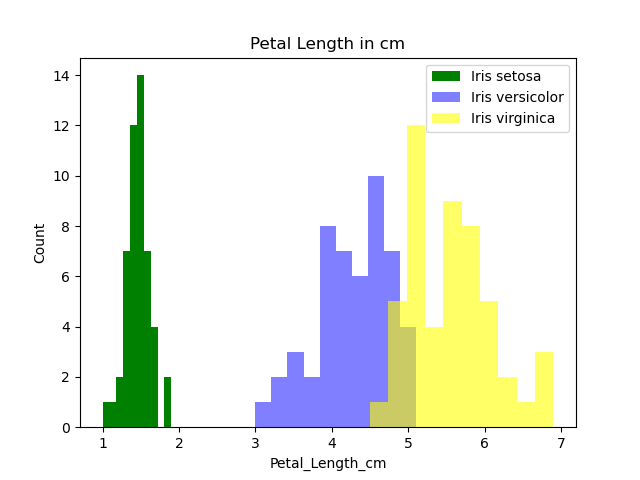 Petal Length in cm
Iris setosa
Iris versicolor
Iris virginica
14
12
10
8
6
4
2
0
Count
1 2 3 4 5 6 7
Petal_Length_cm